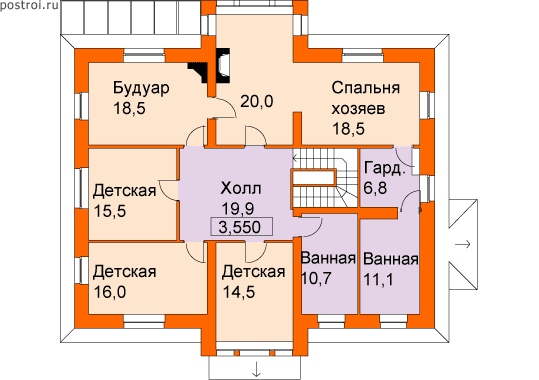 postroi.ru
Будуар
18,5
20,0
Спальня
хозяев
18,5
Детская
15,5
Холл
19,9
3,550
Гард.
6,8
Детская
16,0
Детская
14,5
Ванная
10,7
Ванная
11,1